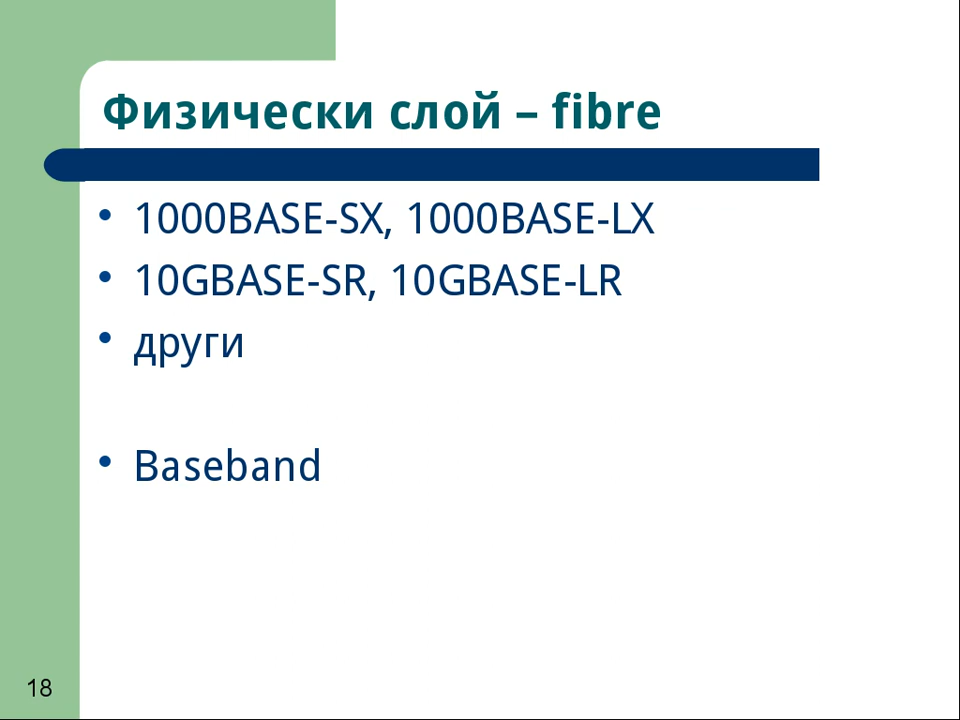 Физически слой – fibre
• 1000BASE-SX, 1000BASE-LX
• 10GBASE-SR, 10GBASE-LR
• други
• Baseband
18